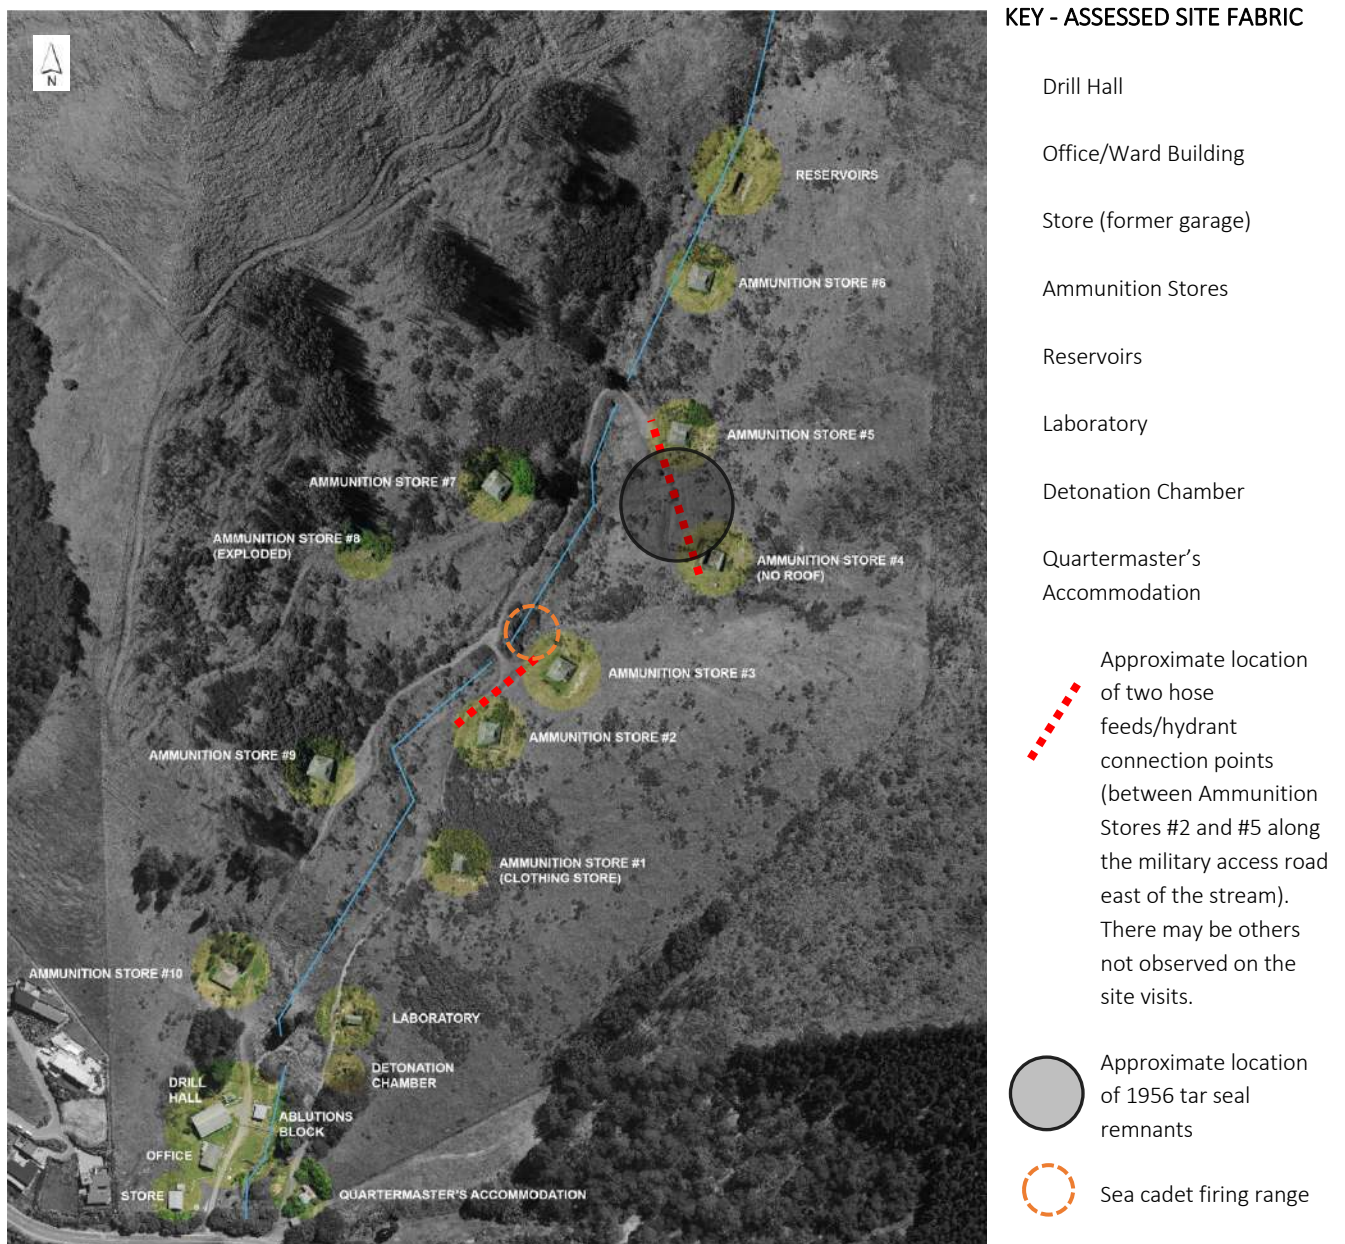 N
RESERVOIRS
AMMUNITION STORE #6
AMMUNITION STORE #5
AMMUNITION STORE #7
AMMUNITION STORE #8
(EXPLODED)
AMMUNITION STORE #4
(NO ROOF)
AMMUNITION STORE #3
AMMUNITION STORE #2
AMMUNITION STORE #9
AMMUNITION STORE #1
(CLOTHING STORE)
AMMUNITION STORE #10
LABORATORY
DETONATION
CHAMBER
DRILL
HALL
ABLUTIONS
BLOCK
OFFICE
STORE
QUARTERMASTER'S ACCOMMODATION
KEY - ASSESSED SITE FABRIC
Drill Hall
Office/Ward Building
Store (former garage)
Ammunition Stores
Reservoirs
Laboratory
Detonation Chamber
Quartermaster’s
Accommodation
Approximate location
of two hose
feeds/hydrant
connection points
(between Ammunition
Stores #2 and #5 along
the military access road
east of the stream).
There may be others
not observed on the
site visits.
Approximate location
of 1956 tar seal
remnants
Sea cadet firing range